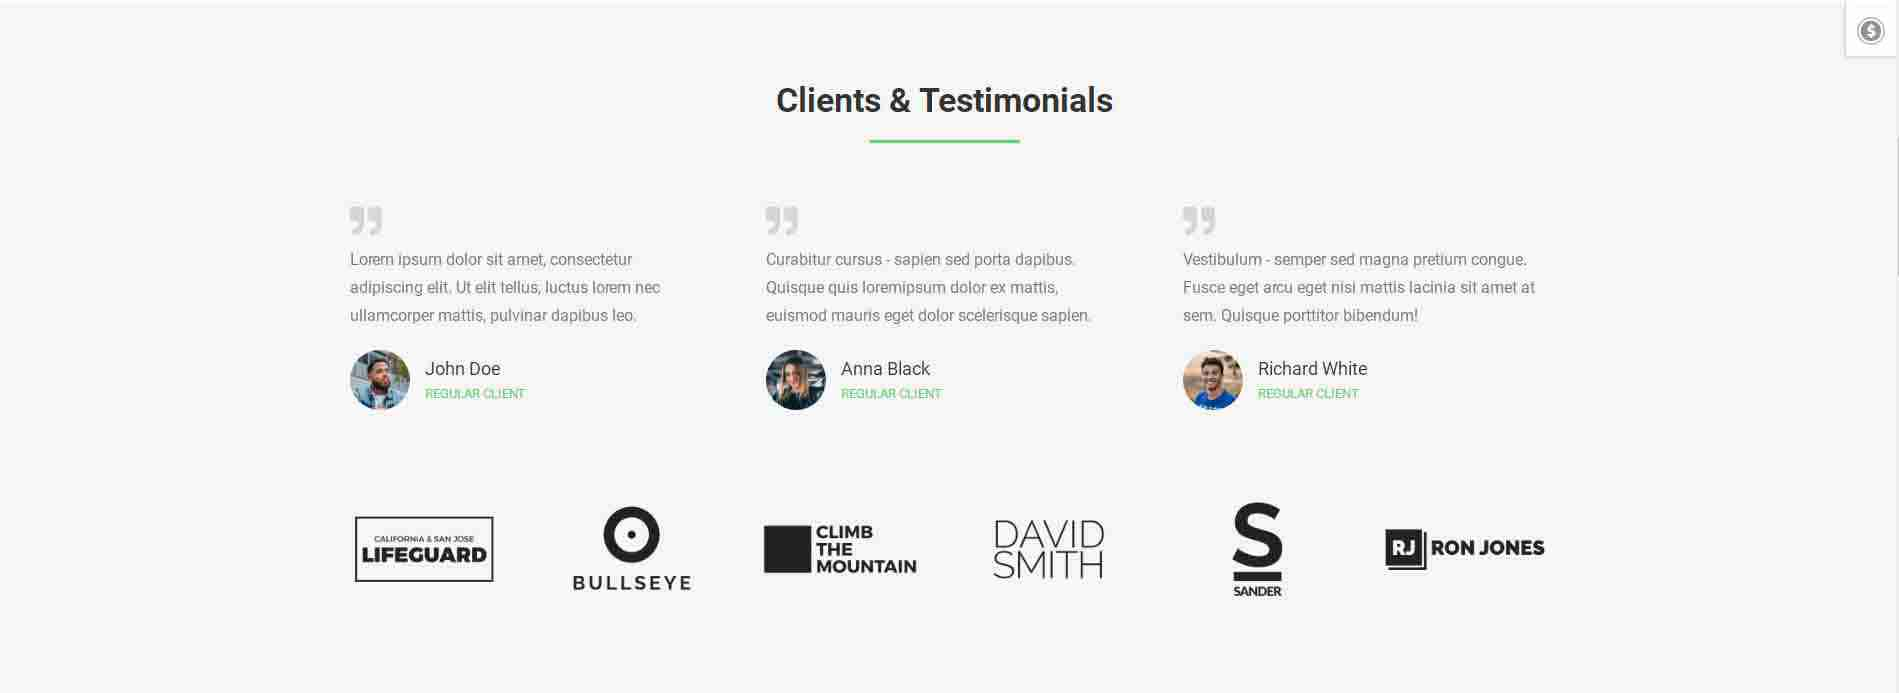 Clients & Testimonials
Lorem ipsum dolor sit amet, consectetur
adipiscing elit. Ut elit tellus, luctus lorem nec
ullamcorper mattis, pulvinar dapibus leo.
John Doe
REGULAR CLIENT
Curabitur cursus - sapien sed porta dapibus.
Quisque quis loremipsum dolor ex mattis,
euismod mauris eget dolor scelerisque sapien.
Anna Black
REGULAR CLIENT
Vestibulum - semper sed magna pretium congue.
Fusce eget arcu eget nisi mattis lacinia sit amet at
sem. Quisque porttitor bibendum!
Richard White
REGULAR CLIENT
CALIFORNIA & SAN JOSE
LIFEGUARD
BULLSEYE
CLIMB
THE
MOUNTAIN
DAVID
SMITH
S
SANDER
RJ RON JONES
$